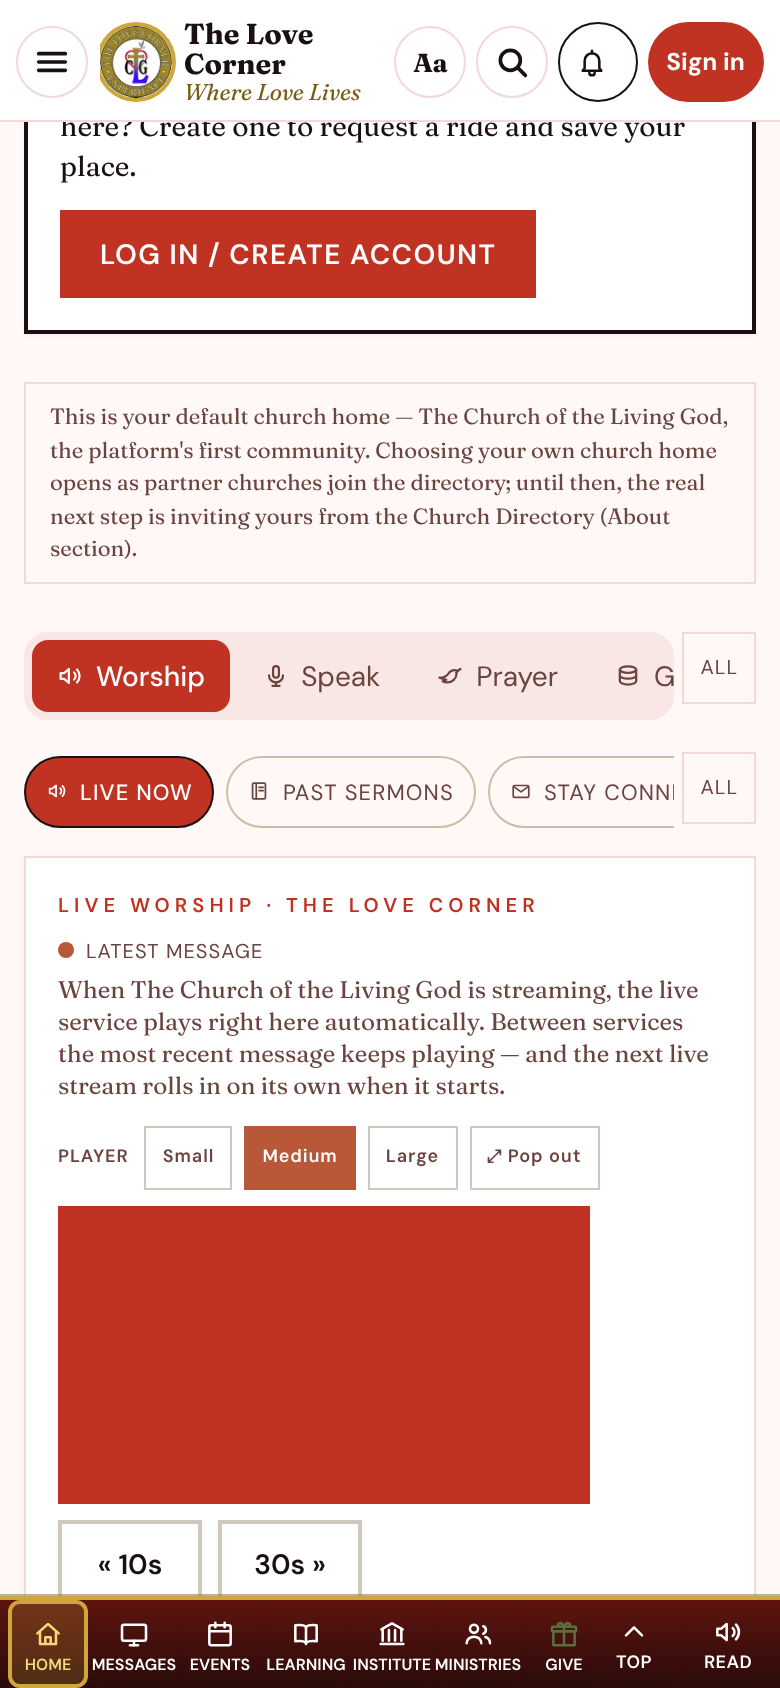 The Love
Corner
Where Love Lives
Aa
Sign in
here? Create one to request a ride and save your
place.
LOG IN / CREATE ACCOUNT
This is your default church home — The Church of the Living God,
the platform's first community. Choosing your own church home
opens as partner churches join the directory; until then, the real
next step is inviting yours from the Church Directory (About
section).
Worship
Speak
Prayer
G
ALL
LIVE NOW
PAST SERMONS
STAY CONN
ALL
LIVE WORSHIP · THE LOVE CORNER
LATEST MESSAGE
When The Church of the Living God is streaming, the live
service plays right here automatically. Between services
the most recent message keeps playing — and the next live
stream rolls in on its own when it starts.
PLAYER
Small
Medium
Large
⤢ Pop out
« 10s
30s »
HOME
MESSAGES
EVENTS
LEARNING
INSTITUTE
MINISTRIES
GIVE
TOP
READ